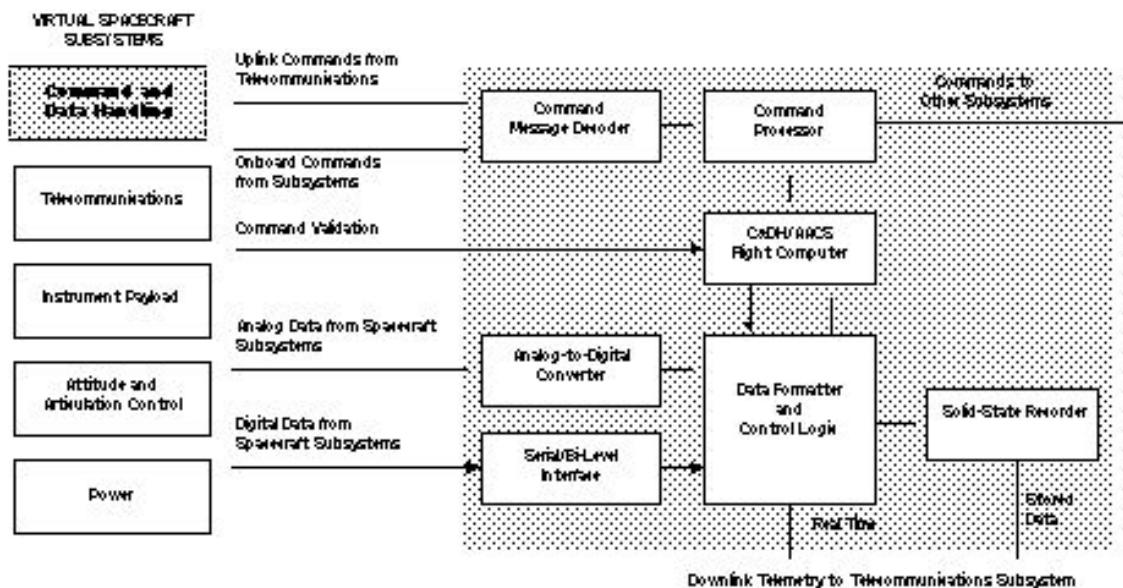 VIRTUAL SPACECRAFT
SUBSYSTEMS
Command and
Data Handling
Telecommunications
Instrument Payload
Attitude and
Articulation Control
Power
Uplink Commands from
Telecommunications
Onboard Commands
from Subsystems
Command Validation
Analog Data from Spacecraft
Subsystems
Digital Data from
Spacecraft Subsystems
Command
Message Decoder
Command
Processor
Commands to
Other Subsystems
C&DH/AACS
Flight Computer
Analog-to-Digital
Converter
Serial/Bi-Level
Interface
Data Formatter
and
Control Logic
Solid-State Recorder
Real Time
Stored
Data
Downlink Telemetry to Telecommunications Subsystem